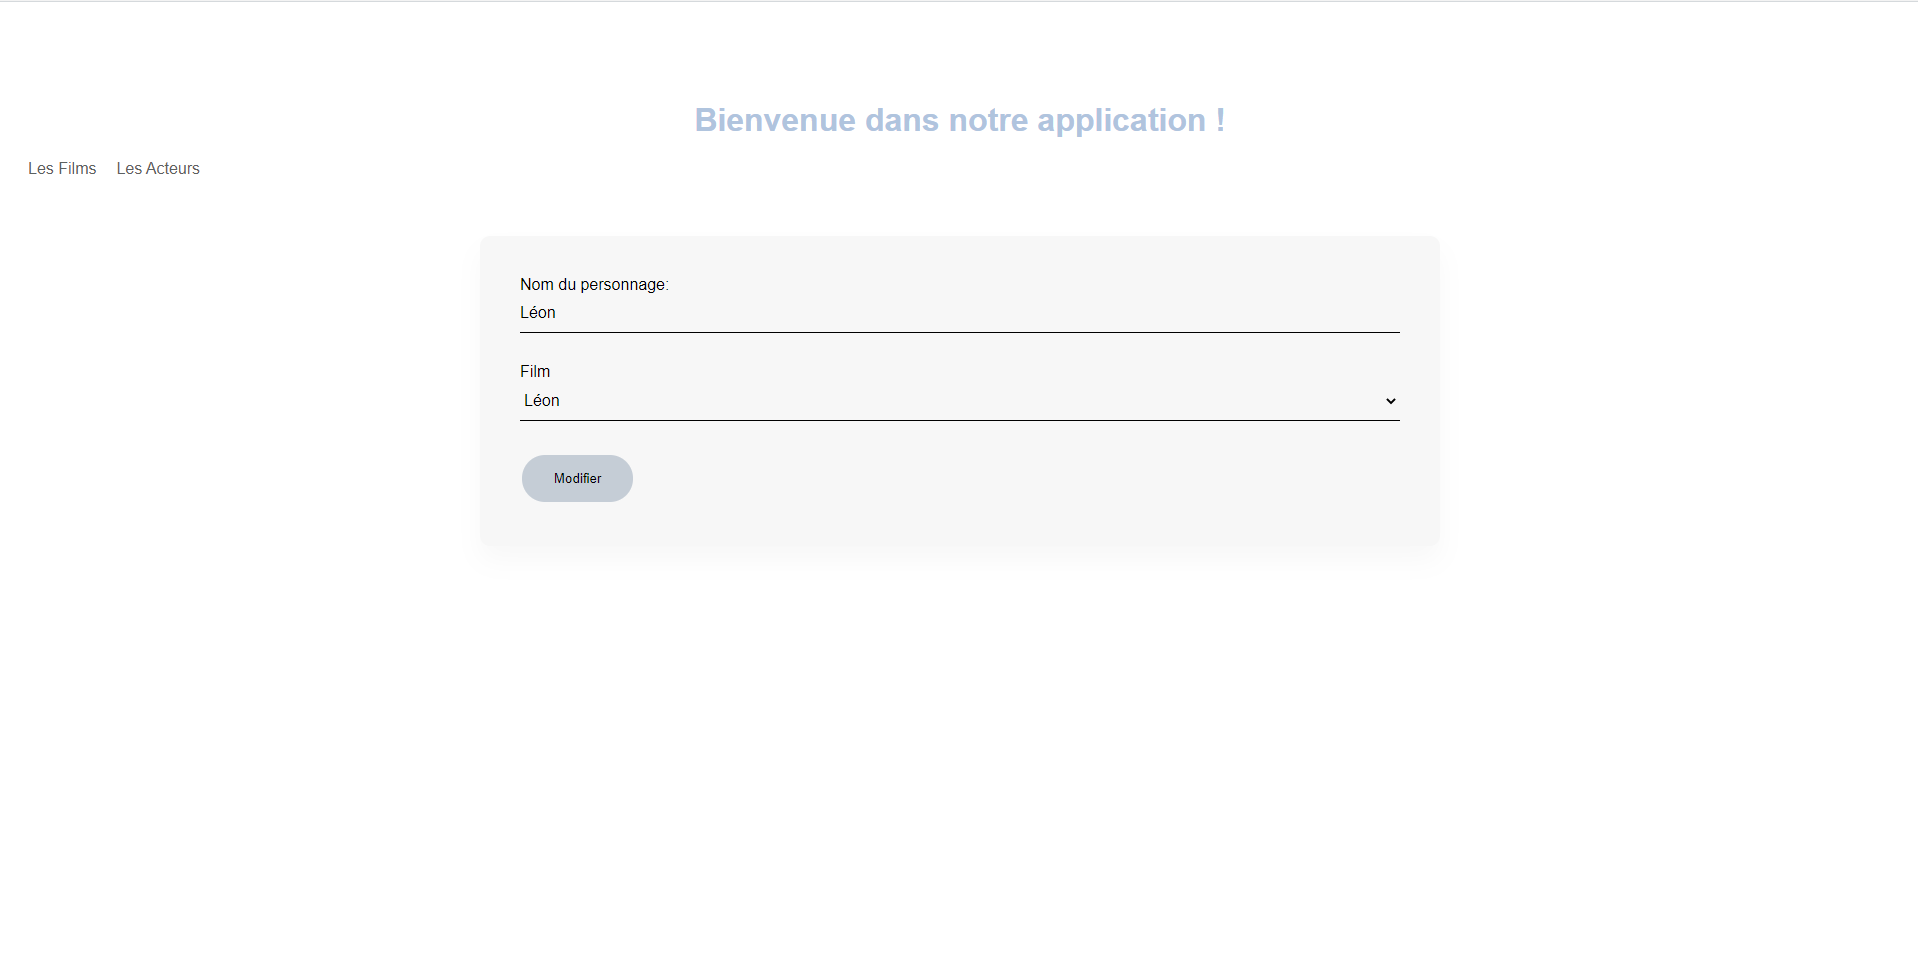 Bienvenue dans notre application !
Les Films Les Acteurs
Nom du personnage:
Léon
Film
Léon
Modifier